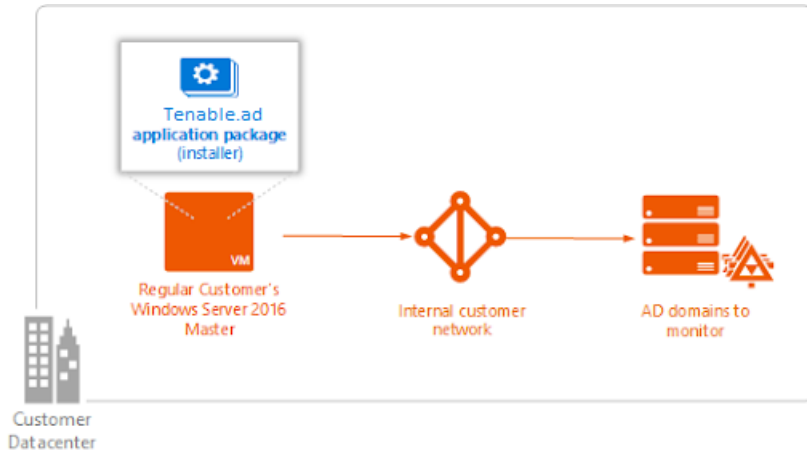 Tenable.ad
application package
(installer)
VM
Regular Customer's
Windows Server 2016
Master
Internal customer
network
AD domains to
monitor
Customer
Datacenter